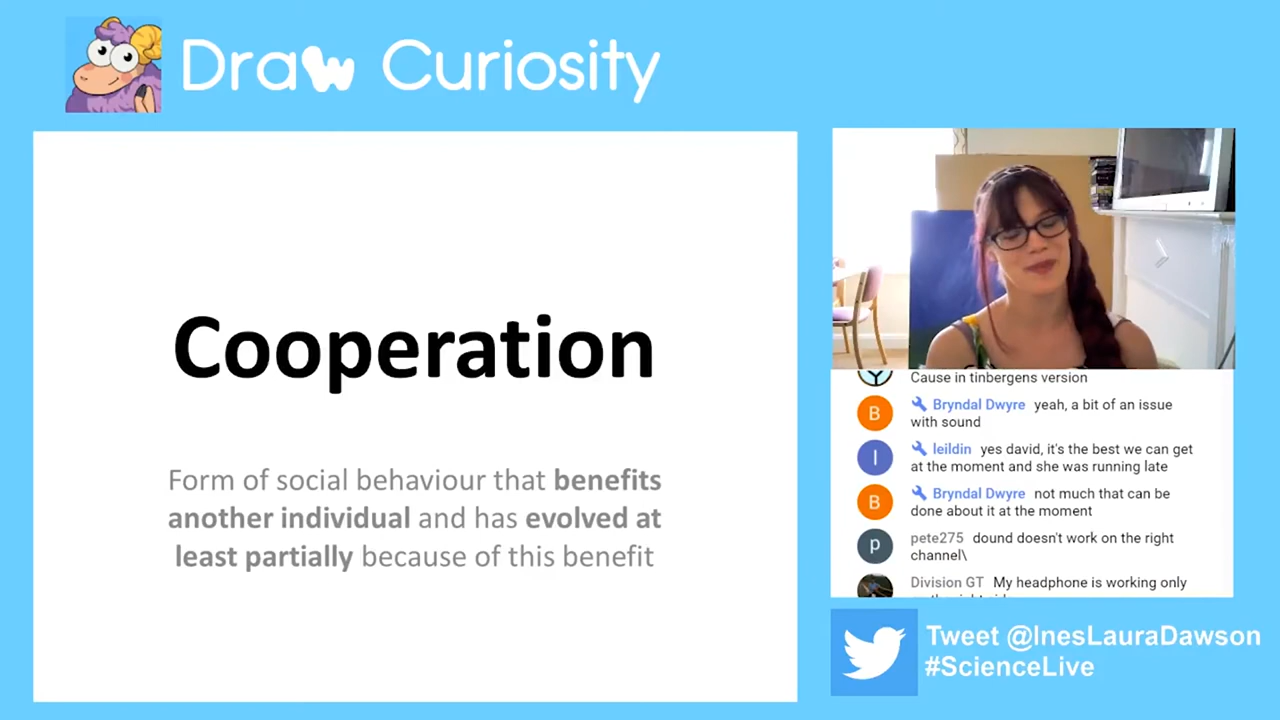 Draw Curiosity
Cooperation
Form of social behaviour that benefits
another individual and has evolved at
least partially because of this benefit
Cause in tinbergens version
B Bryndal Dwyre yeah, a bit of an issue
with sound
l leildin yes david, it's the best we can get
at the moment and she was running late
B Bryndal Dwyre not much that can be
done about it at the moment
p pete275 dound doesn't work on the right
channel\
Division GT My headphone is working only
Tweet @InesLauraDawson
#ScienceLive